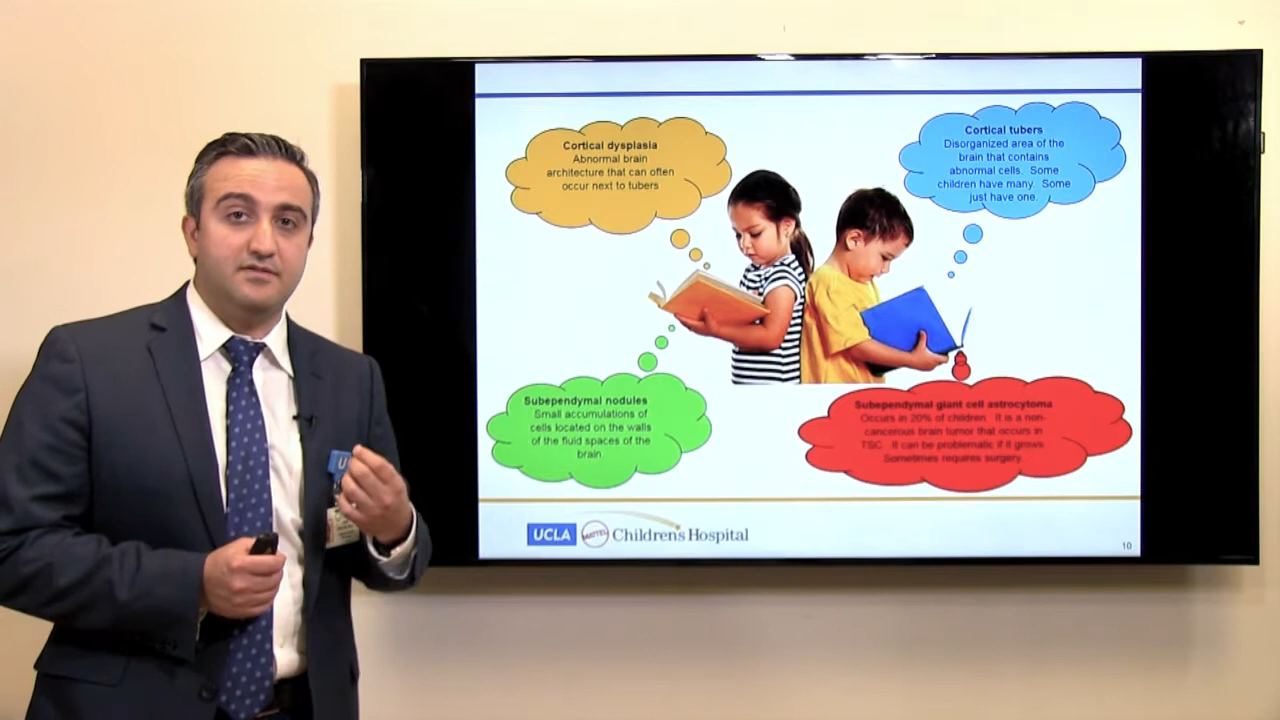 Cortical dysplasia
Abnormal brain
architecture that can often
occur next to tubers
Cortical tubers
Disorganized area of the
brain that contains
abnormal cells. Some
children have many. Some
just have one.
Subependymal nodules
Small accumulations of
cells located on the walls
of the fluid spaces of the
brain.
Subependymal giant cell astrocytoma
Occurs in 20% of children. It is a non-
cancerous brain tumor that occurs in
TSC. It can be problematic if it grows.
Sometimes requires surgery.
UCLA MATTEL Children's Hospital
10
U